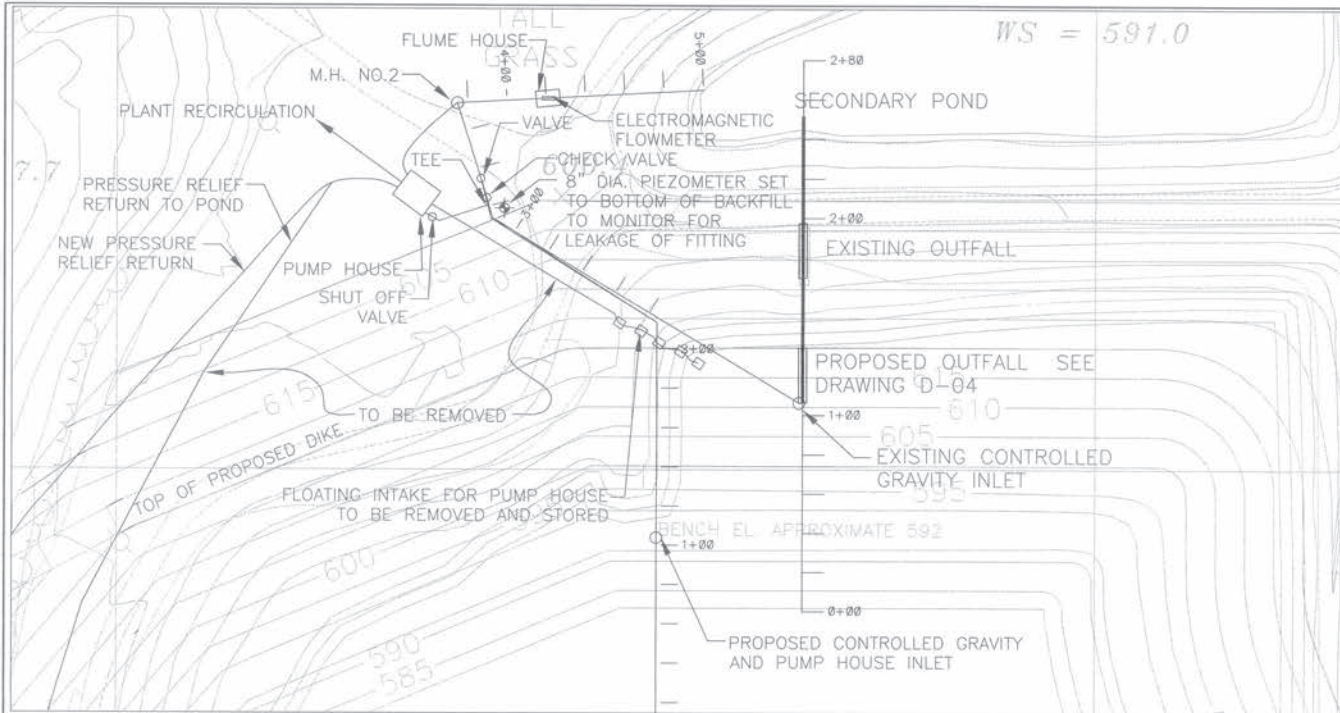 TALL
GRASS
WS = 591.0
FLUME HOUSE
4+00
5+00
2+80
M.H. NO.2
SECONDARY POND
PLANT RECIRCULATION
VALVE
ELECTROMAGNETIC
FLOWMETER
TEE
CHECK VALVE
7.7
8" DIA. PIEZOMETER SET
TO BOTTOM OF BACKFILL
TO MONITOR FOR
LEAKAGE OF FITTING
3+00
PRESSURE RELIEF
RETURN TO POND
2+00
NEW PRESSURE
RELIEF RETURN
EXISTING OUTFALL
PUMP HOUSE
605
610
SHUT OFF
VALVE
PROPOSED OUTFALL SEE
DRAWING D-04
615
610
1+00
615
TO BE REMOVED
605
EXISTING CONTROLLED
GRAVITY INLET
595
TOP OF PROPOSED DIKE
FLOATING INTAKE FOR PUMP HOUSE
TO BE REMOVED AND STORED
BENCH EL. APPROXIMATE 592
1+00
600
0+00
PROPOSED CONTROLLED GRAVITY
AND PUMP HOUSE INLET
590
585